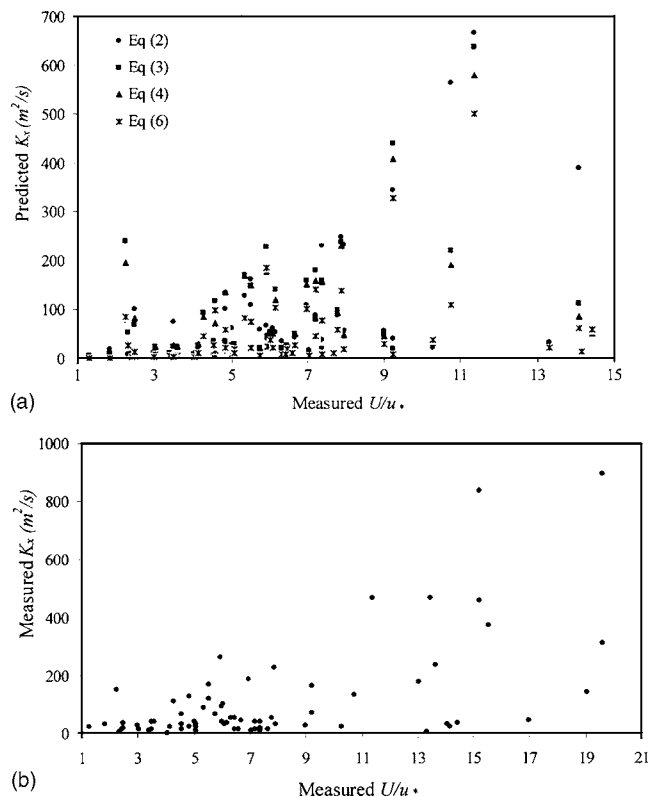 700
600
500
400
300
200
100
0
Predicted Kx (m²/s)
Eq (2)
Eq (3)
Eq (4)
Eq (6)
1 3 5 7 9 11 13 15
(a)
Measured U/u*
1000
800
600
400
200
0
Measured Kx (m²/s)
1 3 5 7 9 11 13 15 17 19 21
(b)
Measured U/u*